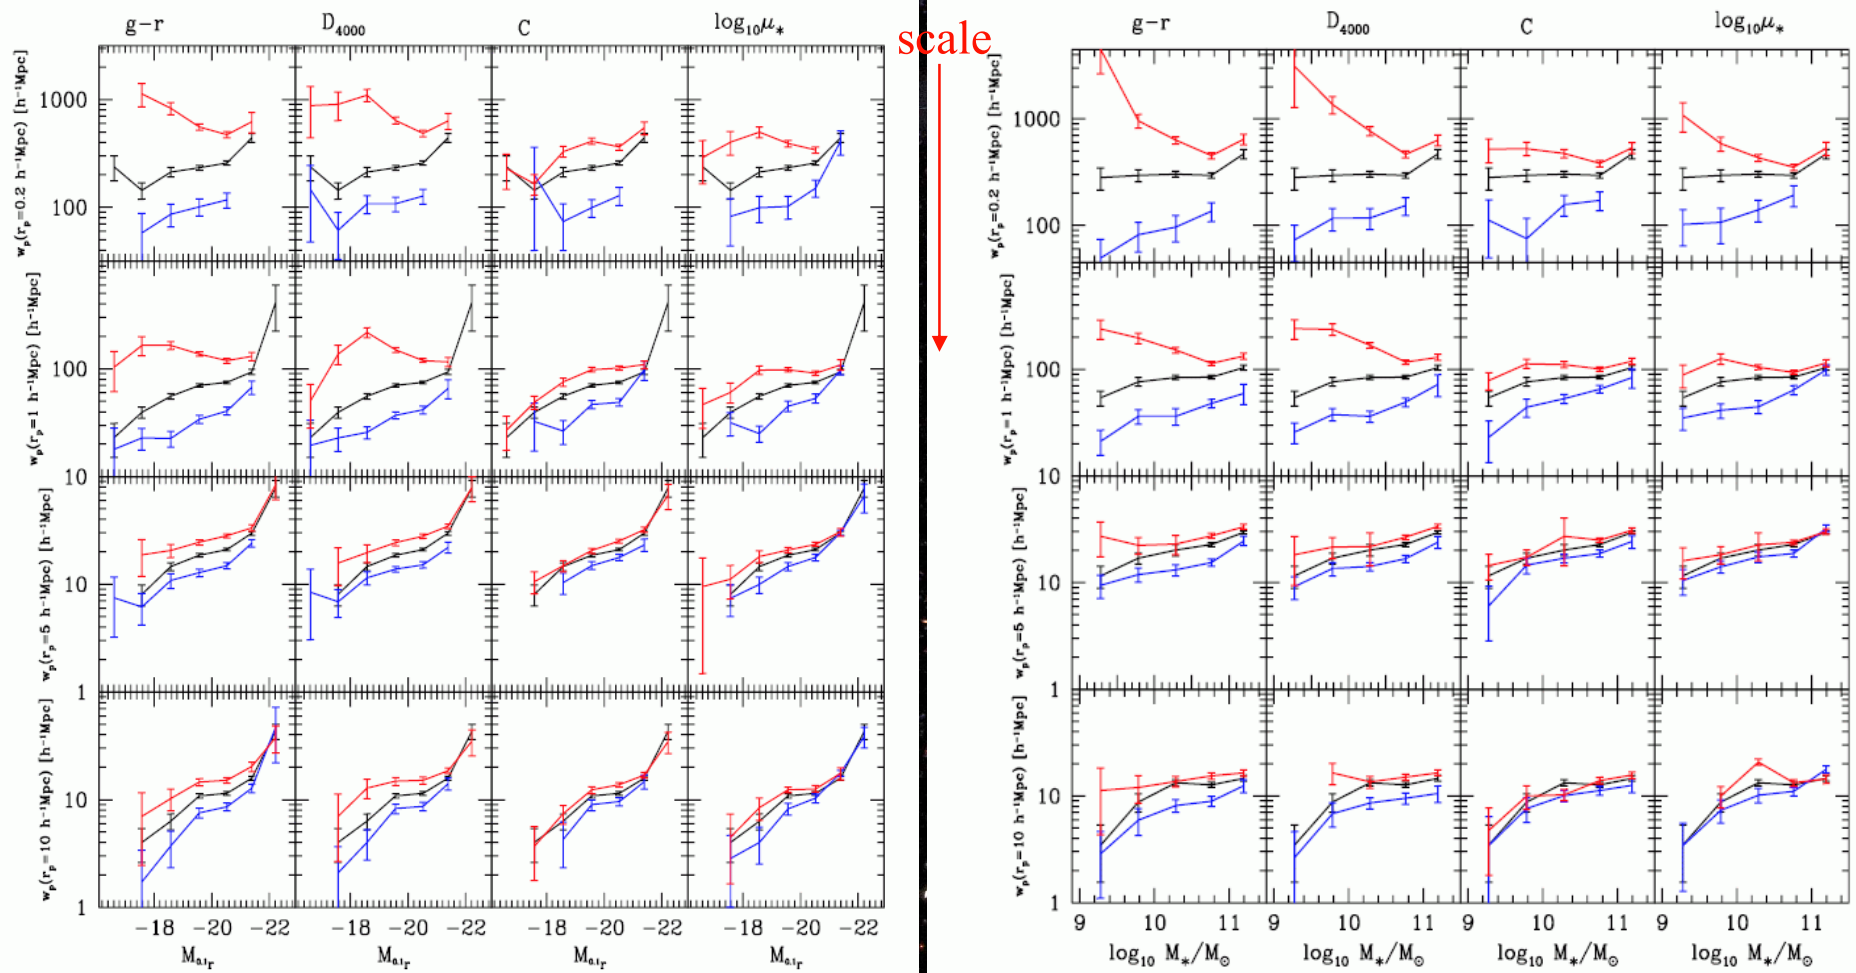 g-r D₄₀₀₀ C log₁₀μ* scale g-r D₄₀₀₀ C log₁₀μ*
wₚ(rₚ=0.2 h⁻¹Mpc) [h⁻¹Mpc]
1000
100
wₚ(rₚ=0.2 h⁻¹Mpc) [h⁻¹Mpc]
1000
100
wₚ(rₚ=1 h⁻¹Mpc) [h⁻¹Mpc]
100
10
wₚ(rₚ=1 h⁻¹Mpc) [h⁻¹Mpc]
100
10
wₚ(rₚ=5 h⁻¹Mpc) [h⁻¹Mpc]
10
1
wₚ(rₚ=5 h⁻¹Mpc) [h⁻¹Mpc]
10
1
wₚ(rₚ=10 h⁻¹Mpc) [h⁻¹Mpc]
10
1
wₚ(rₚ=10 h⁻¹Mpc) [h⁻¹Mpc]
10
1
-18 -20 -22 -18 -20 -22 -18 -20 -22 -18 -20 -22
M₀.₁ᵣ M₀.₁ᵣ M₀.₁ᵣ M₀.₁ᵣ
9 10 11 9 10 11 9 10 11 9 10 11
log₁₀ M*/M⊙ log₁₀ M*/M⊙ log₁₀ M*/M⊙ log₁₀ M*/M⊙